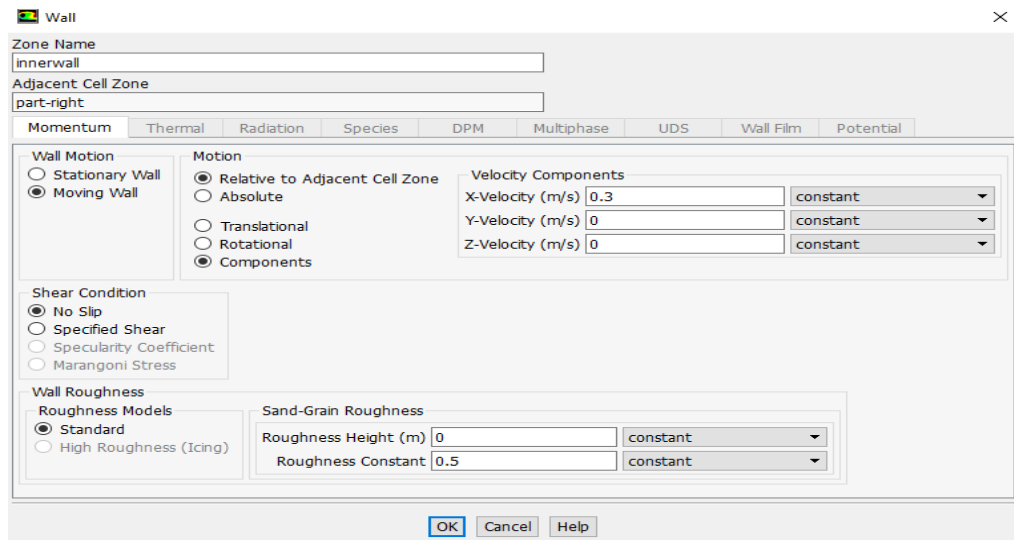 Wall
Zone Name
innerwall
Adjacent Cell Zone
part-right
Momentum Thermal Radiation Species DPM Multiphase UDS Wall Film Potential
Wall Motion
Stationary Wall
Moving Wall
Motion
Relative to Adjacent Cell Zone
Absolute
Translational
Rotational
Components
Velocity Components
X-Velocity (m/s) 0.3 constant
Y-Velocity (m/s) 0 constant
Z-Velocity (m/s) 0 constant
Shear Condition
No Slip
Specified Shear
Specularity Coefficient
Marangoni Stress
Wall Roughness
Roughness Models
Standard
High Roughness (Icing)
Sand-Grain Roughness
Roughness Height (m) 0 constant
Roughness Constant 0.5 constant
OK Cancel Help